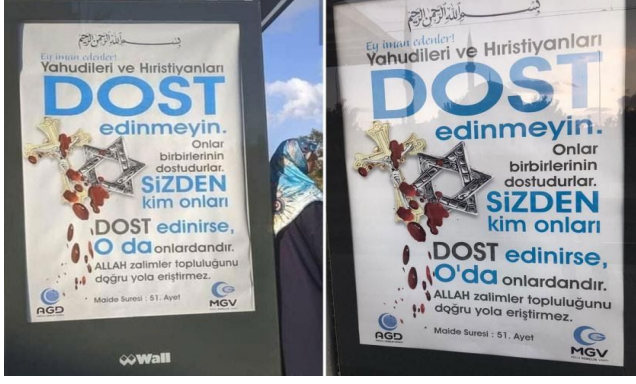 بسم الله الرحمن الرحيم
Ey iman edenler!
Yahudileri ve Hıristiyanları
DOST
edinmeyin.
Onlar
birbirlerinin
dostudurlar.
SİZDEN
kim onları
DOST edinirse,
O da onlardandır.
ALLAH zalimler topluluğunu
doğru yola eriştirmez.
Maide Suresi : 51. Ayet
AGD
MGV
Wall
بسم الله الرحمن الرحيم
Ey iman edenler!
Yahudileri ve Hıristiyanları
DOST
edinmeyin.
Onlar
birbirlerinin
dostudurlar.
SİZDEN
kim onları
DOST edinirse,
O'da onlardandır.
ALLAH zalimler topluluğunu
doğru yola eriştirmez.
Maide Suresi : 51. Ayet
AGD
MGV